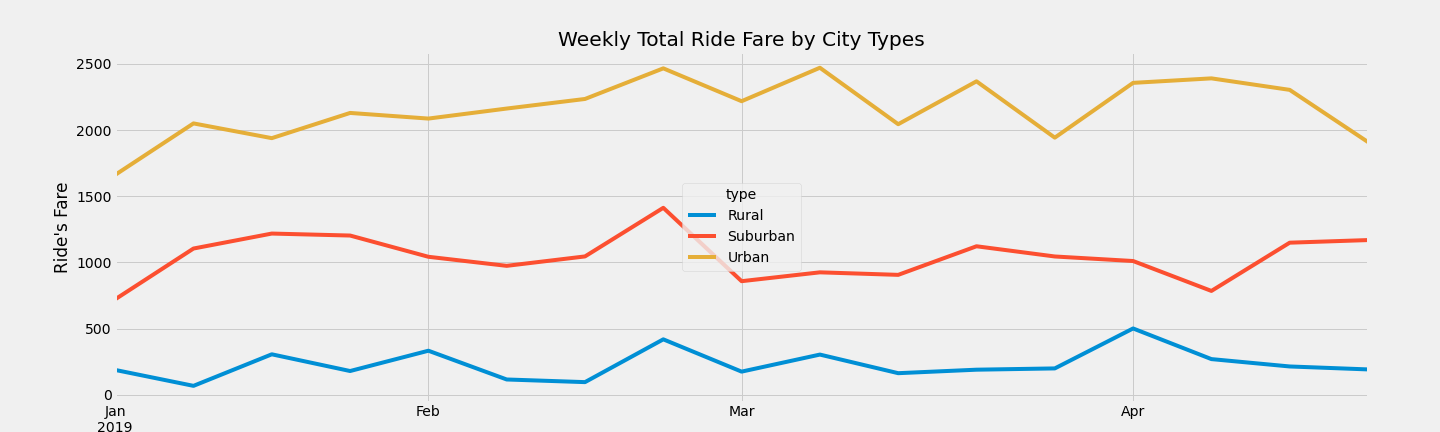 Weekly Total Ride Fare by City Types
Ride's Fare
2500
2000
1500
1000
500
0
type
Rural
Suburban
Urban
Jan Feb Mar Apr
2019